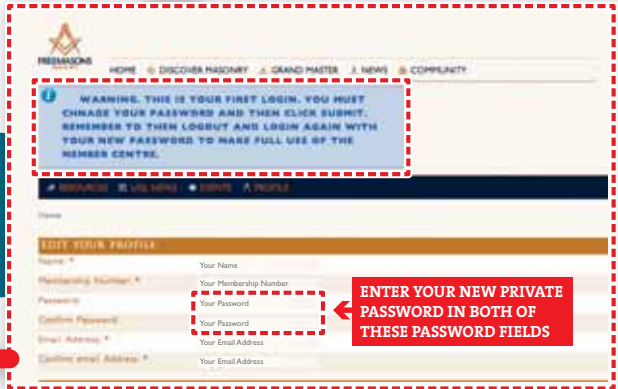 FREEMASONS
HOME DISCOVER MASONRY GRAND MASTER NEWS COMMUNITY
WARNING. THIS IS YOUR FIRST LOGIN. YOU MUST
CHNAGE YOUR PASSWORD AND THEN CLICK SUBMIT.
REMEMBER TO THEN LOGOUT AND LOGIN AGAIN WITH
YOUR NEW PASSWORD TO MAKE FULL USE OF THE
MEMBER CENTRE.
RESOURCES EVENTS PROFILE
Home
EDIT YOUR PROFILE
Name: * Your Name
Membership Number: * Your Membership Number
Password: Your Password
Confirm Password: Your Password
Email Address: * Your Email Address
Confirm email Address: * Your Email Address
ENTER YOUR NEW PRIVATE
PASSWORD IN BOTH OF
THESE PASSWORD FIELDS